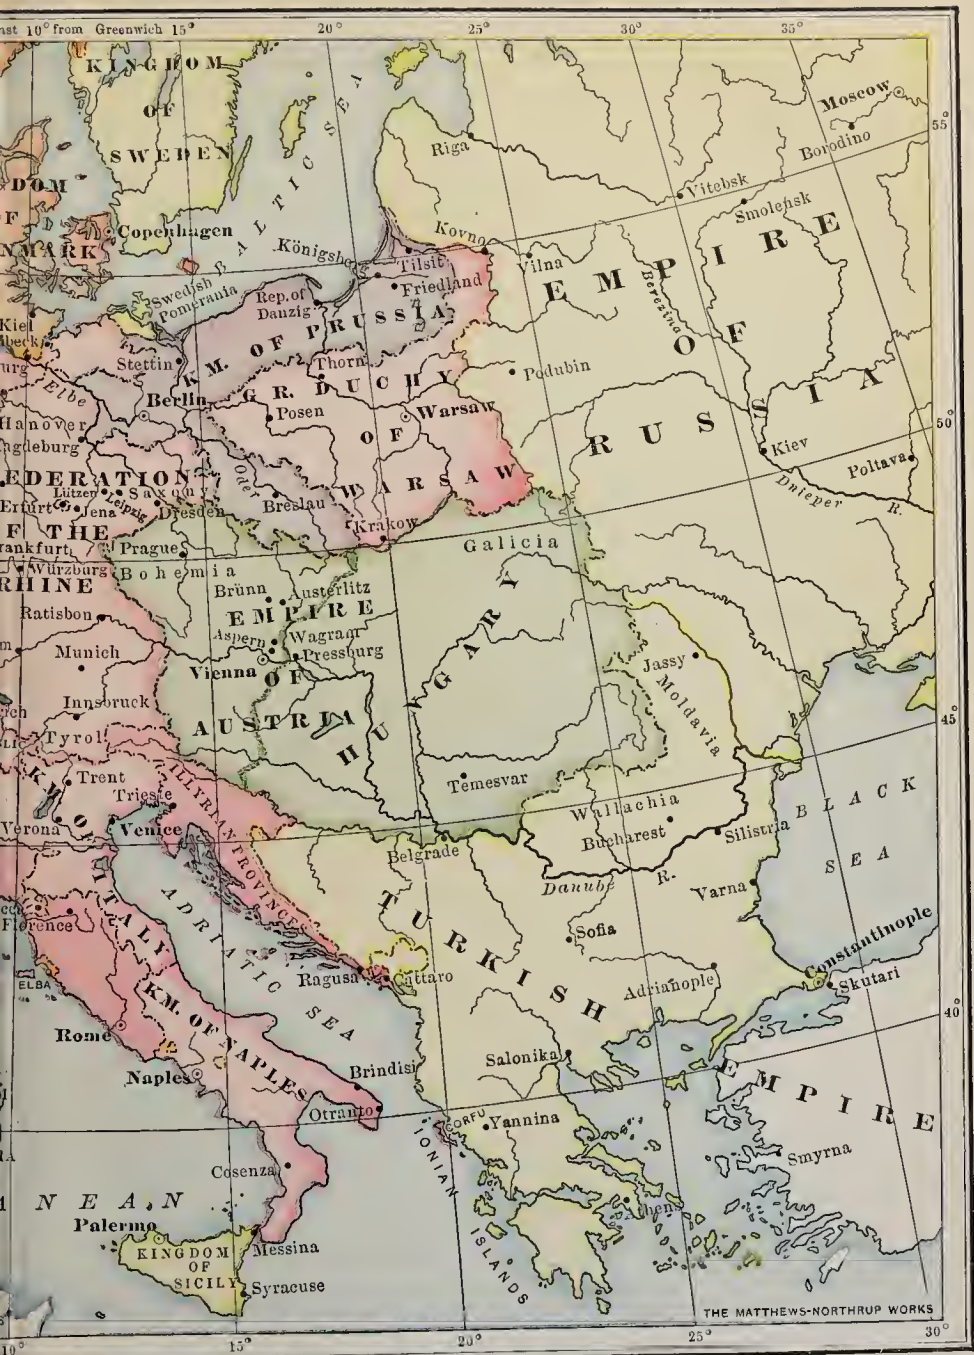 ast 10° from Greenwich 15°
20°
25°
30°
35°
KINGDOM
OF
SWEDEN
BALTIC SEA
Moscow
Borodino
55°
Riga
Vitebsk
Smolensk
DOM
F
NMARK
Copenhagen
Königsberg
Kovno
Tilsit
Vilna
Friedland
EMPIRE
OF
RUSSIA
Berezina
Swedish
Pomerania
Rep. of
Danzig
KM. OF PRUSSIA
Kiel
beck
urg
Stettin
Thorn
Podubin
Elbe
Berlin
GR. DUCHY
OF
WARSAW
Posen
Warsaw
Hanover
agdeburg
50°
Kiev
Poltava
Dnieper R.
EDERATION
Lützen
Leipzig
Saxony
Oder
Breslau
Erfurt
Jena
Dresden
F THE
Krakow
rankfurt
Prague
Galicia
Würzburg
Bohemia
RHINE
Brünn
Austerlitz
EMPIRE
OF
AUSTRIA
HUNGARY
Ratisbon
Aspern
Wagram
Pressburg
Vienna
m
Munich
Jassy
Moldavia
Innsbruck
Tyrol
45°
KM. OF
ITALY
Trent
Trieste
ILLYRIAN PROVINCES
Temesvar
Verona
Venice
Wallachia
Bucharest
Silistria
BLACK
SEA
Belgrade
Danube R.
Varna
ADRIATIC SEA
TURKISH
EMPIRE
Florence
Sofia
Constantinople
Skutari
ELBA
Ragusa
Cattaro
Adrianople
KM. OF NAPLES
40°
Rome
Naples
Salonika
Brindisi
Otranto
CORFU
Yannina
IONIAN
ISLANDS
Cosenza
Smyrna
NEAN
Athens
Palermo
KINGDOM
OF
SICILY
Messina
Syracuse
THE MATTHEWS-NORTHRUP WORKS
10°
15°
20°
25°
30°